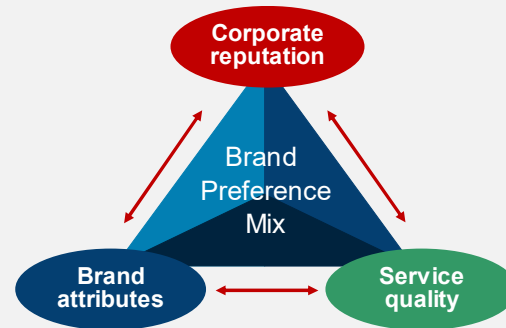 Corporate
reputation
Brand
Preference
Mix
Brand
attributes
Service
quality